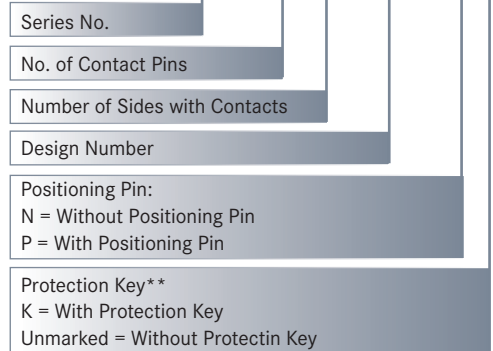 Series No.
No. of Contact Pins
Number of Sides with Contacts
Design Number
Positioning Pin:
N = Without Positioning Pin
P = With Positioning Pin
Protection Key**
K = With Protection Key
Unmarked = Without Protectin Key